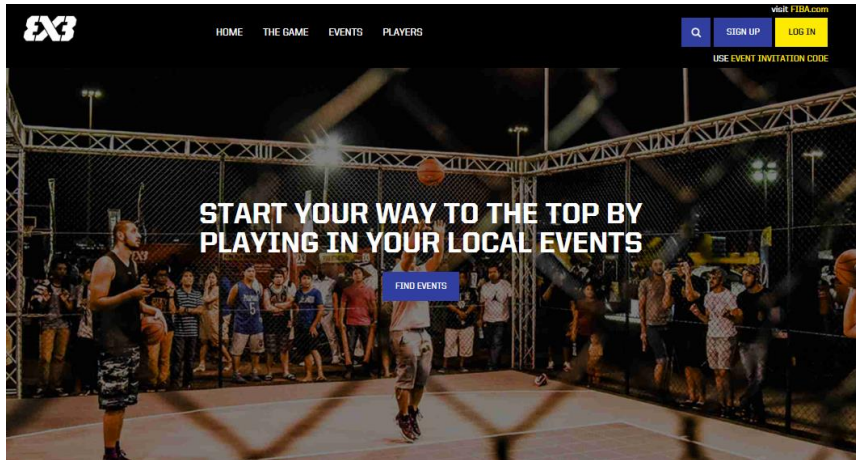 visit FIBA.com
3X3
HOME THE GAME EVENTS PLAYERS
SIGN UP LOG IN
USE EVENT INVITATION CODE
START YOUR WAY TO THE TOP BY
PLAYING IN YOUR LOCAL EVENTS
FIND EVENTS